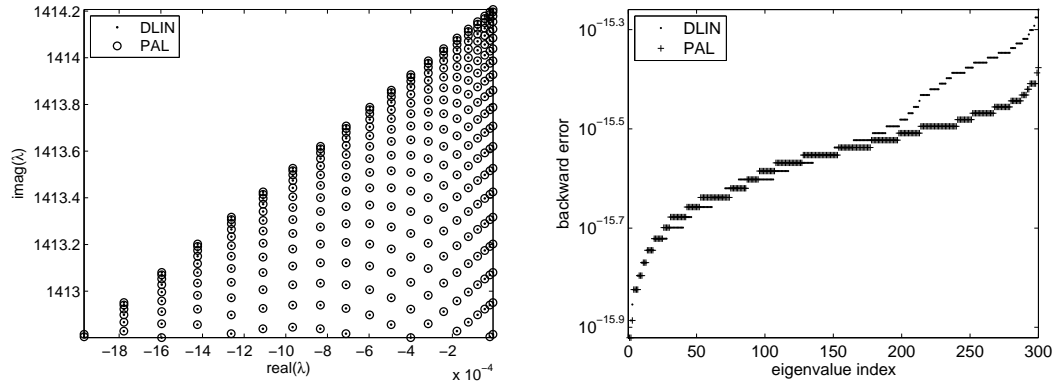 1414.2
1414
1413.8
1413.6
1413.4
1413.2
1413
imag(λ)
DLIN
PAL
−18 −16 −14 −12 −10 −8 −6 −4 −2
real(λ)
x 10⁻⁴
10⁻¹⁵·³
10⁻¹⁵·⁵
10⁻¹⁵·⁷
10⁻¹⁵·⁹
backward error
DLIN
PAL
0 50 100 150 200 250 300
eigenvalue index